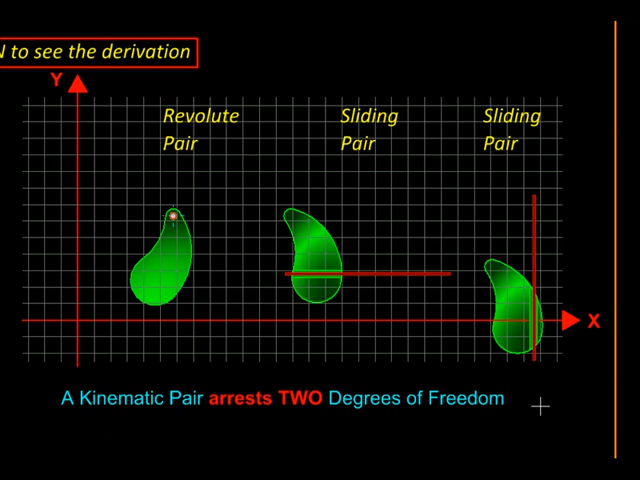 N to see the derivation
Y
Revolute Pair
Sliding Pair
Sliding Pair
X
A Kinematic Pair arrests TWO Degrees of Freedom